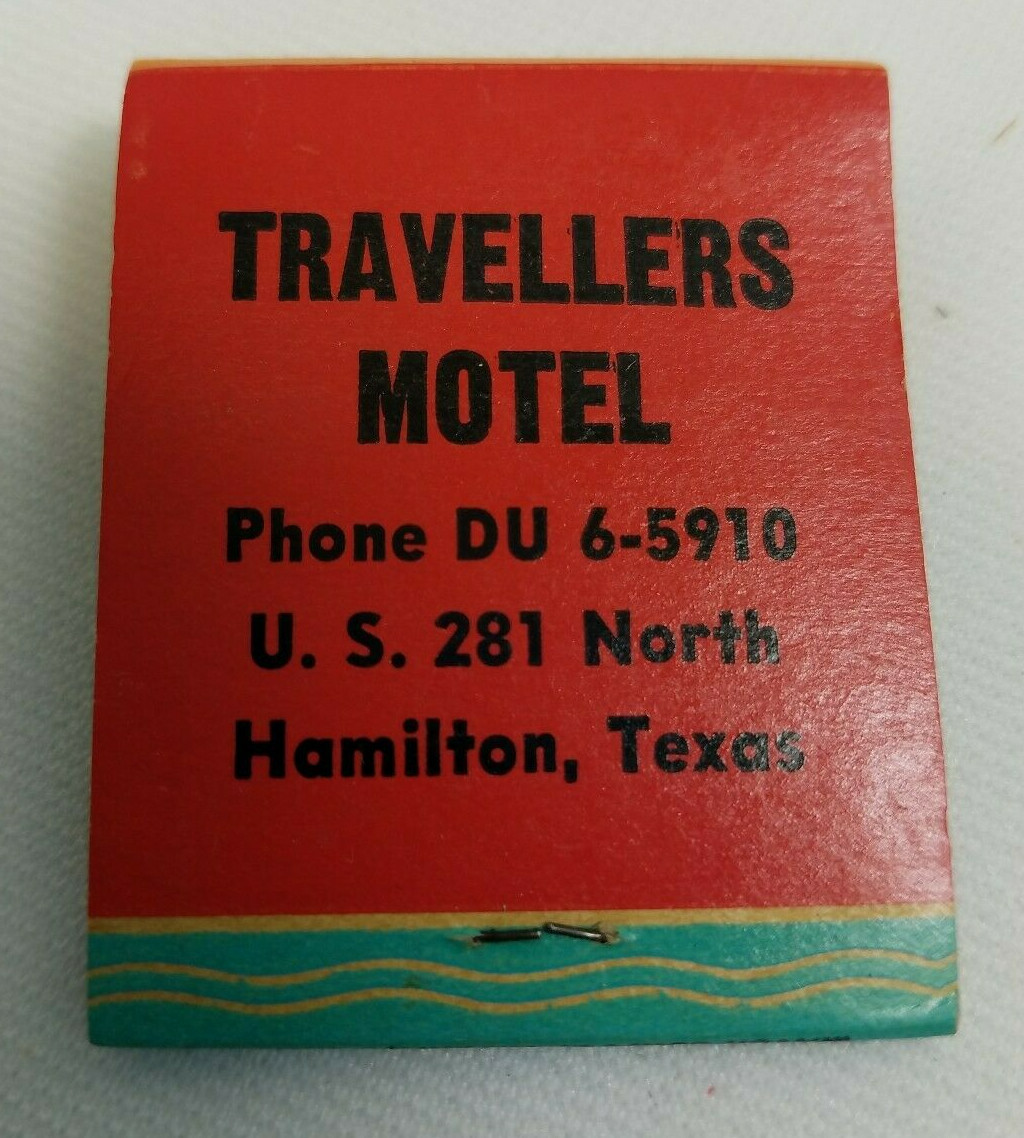 TRAVELLERS
MOTEL
Phone DU 6-5910
U. S. 281 North
Hamilton, Texas